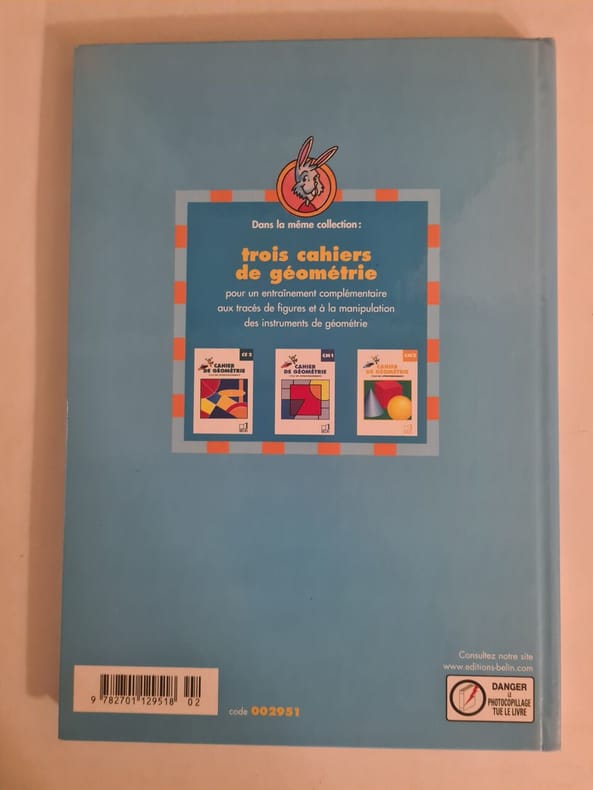 Dans la même collection :
trois cahiers
de géométrie
pour un entraînement complémentaire
aux tracés de figures et à la manipulation
des instruments de géométrie
CE 2
CAHIER
DE GÉOMÉTRIE
CM 1
CAHIER
DE GÉOMÉTRIE
CM 2
CAHIER
DE GÉOMÉTRIE
Consultez notre site
www.editions-belin.com
DANGER
LE
PHOTOCOPILLAGE
TUE LE LIVRE
9 782701 129518 02
code 002951